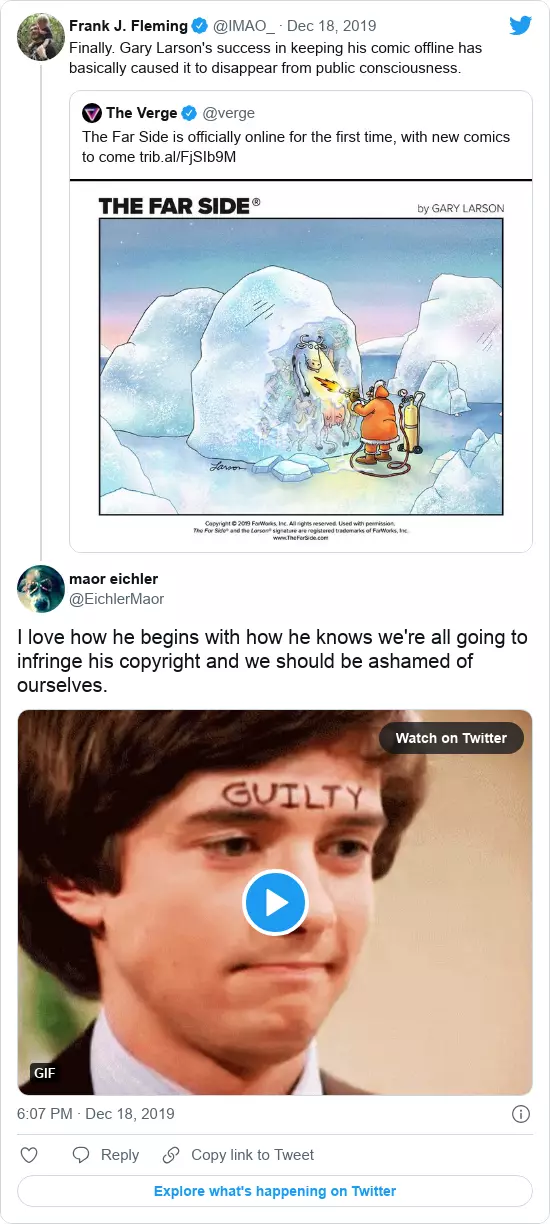 Frank J. Fleming @IMAO_ · Dec 18, 2019
Finally. Gary Larson's success in keeping his comic offline has
basically caused it to disappear from public consciousness.
The Verge @verge
The Far Side is officially online for the first time, with new comics
to come trib.al/FjSIb9M
THE FAR SIDE®
by GARY LARSON
Larson
Copyright © 2019 FarWorks, Inc. All rights reserved. Used with permission.
The Far Side® and the Larson® signature are registered trademarks of FarWorks, Inc.
www.TheFarSide.com
maor eichler
@EichlerMaor
I love how he begins with how he knows we're all going to
infringe his copyright and we should be ashamed of
ourselves.
Watch on Twitter
GUILTY
GIF
6:07 PM · Dec 18, 2019
Reply
Copy link to Tweet
Explore what's happening on Twitter